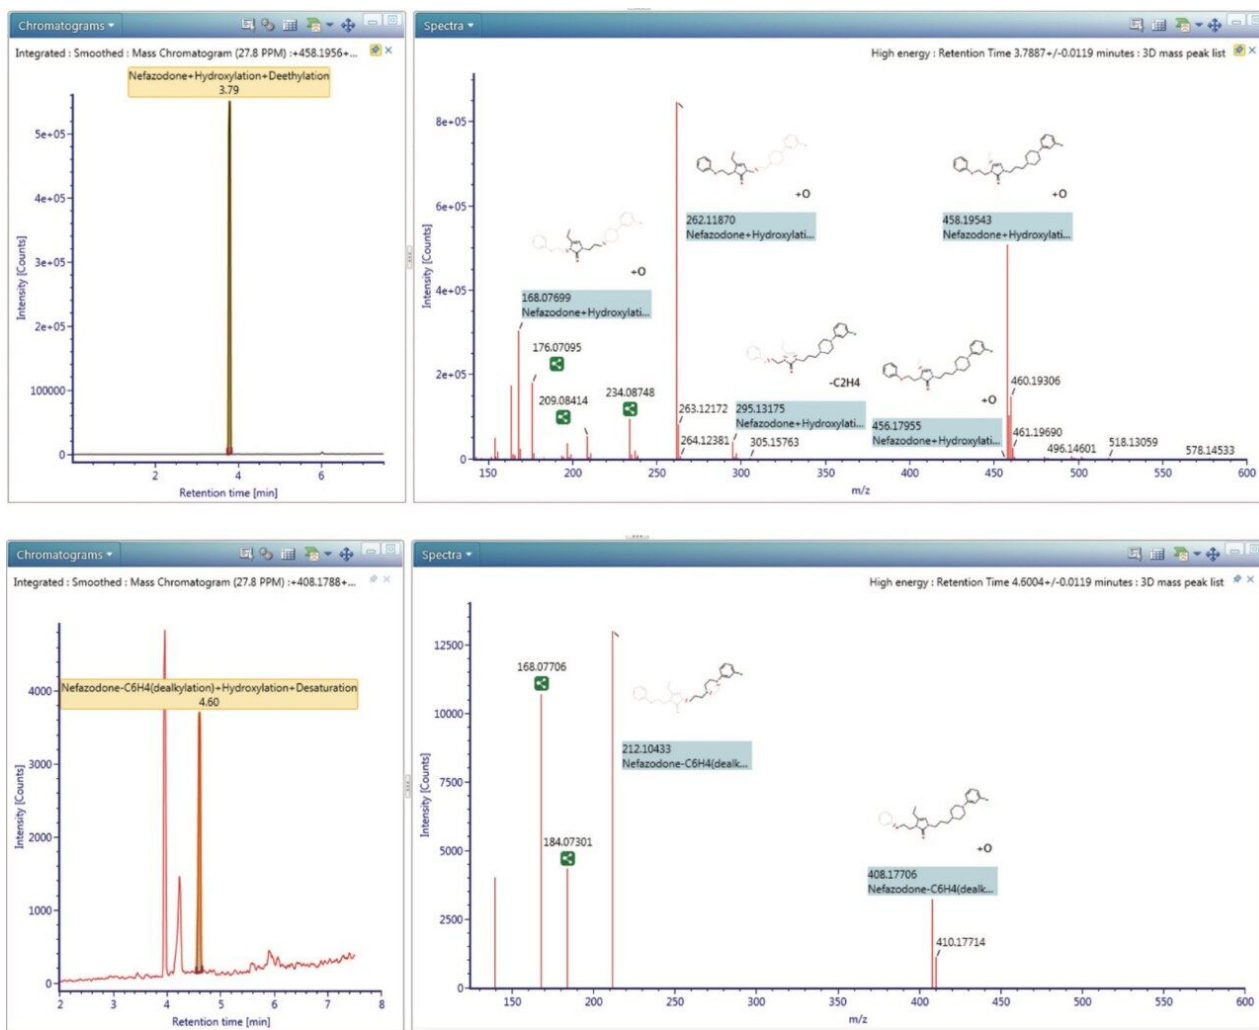 Chromatograms
Integrated : Smoothed : Mass Chromatogram (27.8 PPM) :+458.1956+...
Nefazodone+Hydroxylation+Deethylation
3.79
5e+05
4e+05
3e+05
2e+05
100000
0
2
4
6
Intensity [Counts]
Retention time [min]
Spectra
High energy : Retention Time 3.7887+/-0.0119 minutes : 3D mass peak list
8e+05
6e+05
4e+05
2e+05
0
Intensity [Counts]
+O
168.07699
Nefazodone+Hydroxylati...
176.07095
209.08414
234.08748
+O
262.11870
Nefazodone+Hydroxylati...
263.12172
264.12381
-C2H4
295.13175
Nefazodone+Hydroxylati...
305.15763
+O
458.19543
Nefazodone+Hydroxylati...
+O
456.17955
Nefazodone+Hydroxylati...
460.19306
461.19690
496.14601
518.13059
578.14533
150
200
250
300
350
400
450
500
550
600
m/z
Chromatograms
Integrated : Smoothed : Mass Chromatogram (27.8 PPM) :+408.1788+...
Nefazodone-C6H4(dealkylation)+Hydroxylation+Desaturation
4.60
4000
3000
2000
1000
0
2
3
4
5
6
7
8
Intensity [Counts]
Retention time [min]
Spectra
High energy : Retention Time 4.6004+/-0.0119 minutes : 3D mass peak list
12500
10000
7500
5000
2500
0
Intensity [Counts]
168.07706
184.07301
212.10433
Nefazodone-C6H4(dealk...
+O
408.17706
Nefazodone-C6H4(dealk...
410.17714
150
200
250
300
350
400
450
500
550
600
m/z